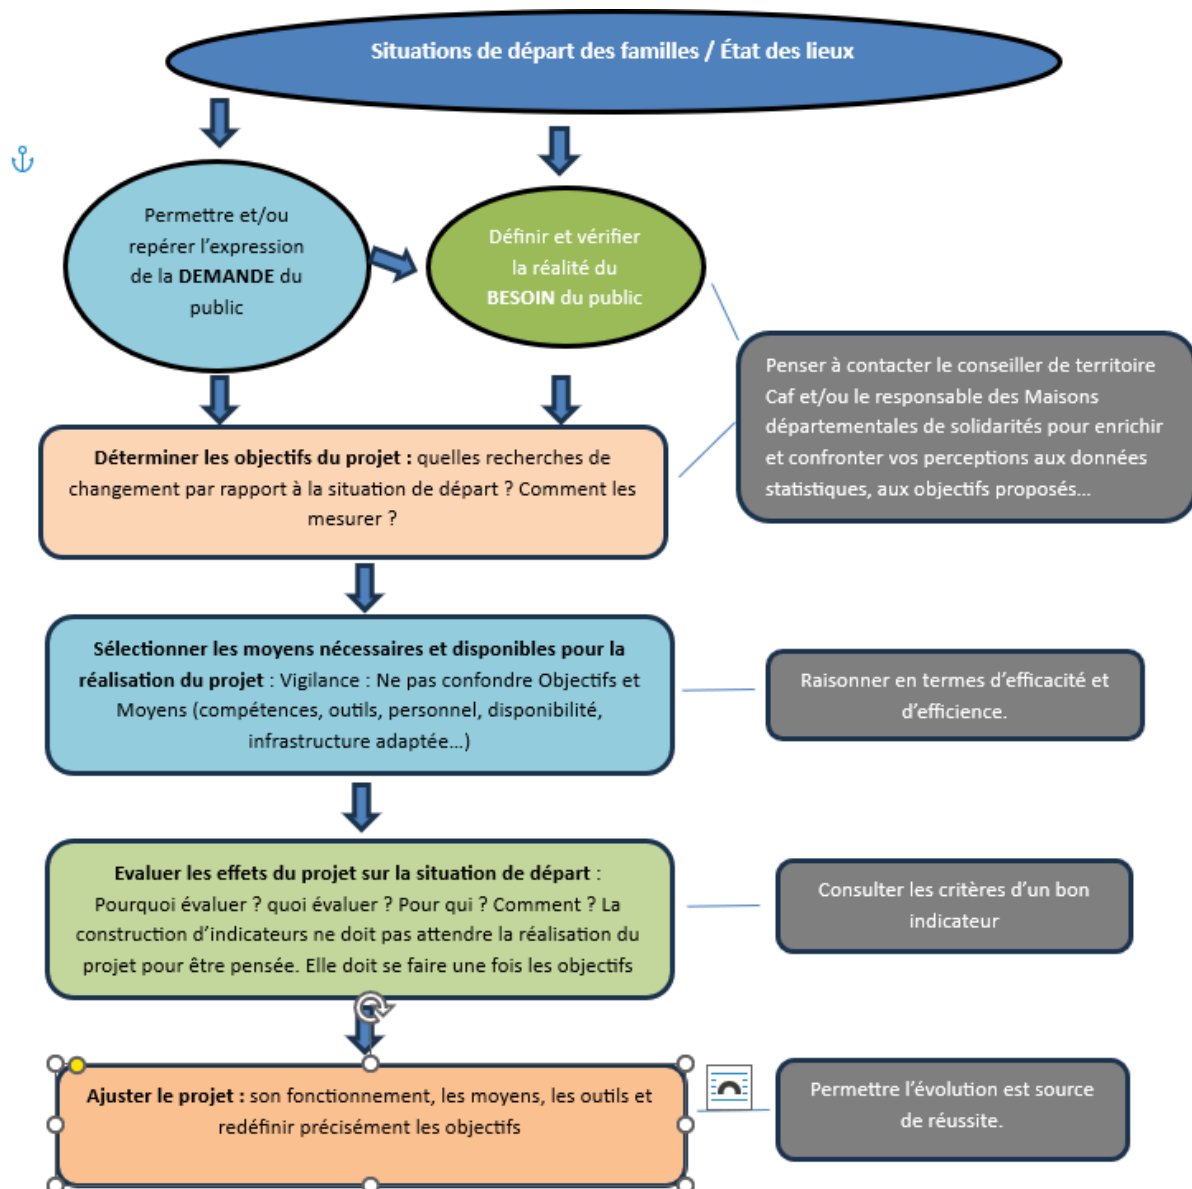 Situations de départ des familles / État des lieux
Permettre et/ou
repérer l’expression
de la DEMANDE du
public
Définir et vérifier
la réalité du
BESOIN du public
Penser à contacter le conseiller de territoire
Caf et/ou le responsable des Maisons
départementales de solidarités pour enrichir
et confronter vos perceptions aux données
statistiques, aux objectifs proposés…
Déterminer les objectifs du projet : quelles recherches de
changement par rapport à la situation de départ ? Comment les
mesurer ?
Sélectionner les moyens nécessaires et disponibles pour la
réalisation du projet : Vigilance : Ne pas confondre Objectifs et
Moyens (compétences, outils, personnel, disponibilité,
infrastructure adaptée…)
Raisonner en termes d’efficacité et
d’efficience.
Evaluer les effets du projet sur la situation de départ :
Pourquoi évaluer ? quoi évaluer ? Pour qui ? Comment ? La
construction d’indicateurs ne doit pas attendre la réalisation du
projet pour être pensée. Elle doit se faire une fois les objectifs
Consulter les critères d’un bon
indicateur
Ajuster le projet : son fonctionnement, les moyens, les outils et
redéfinir précisément les objectifs
Permettre l’évolution est source
de réussite.